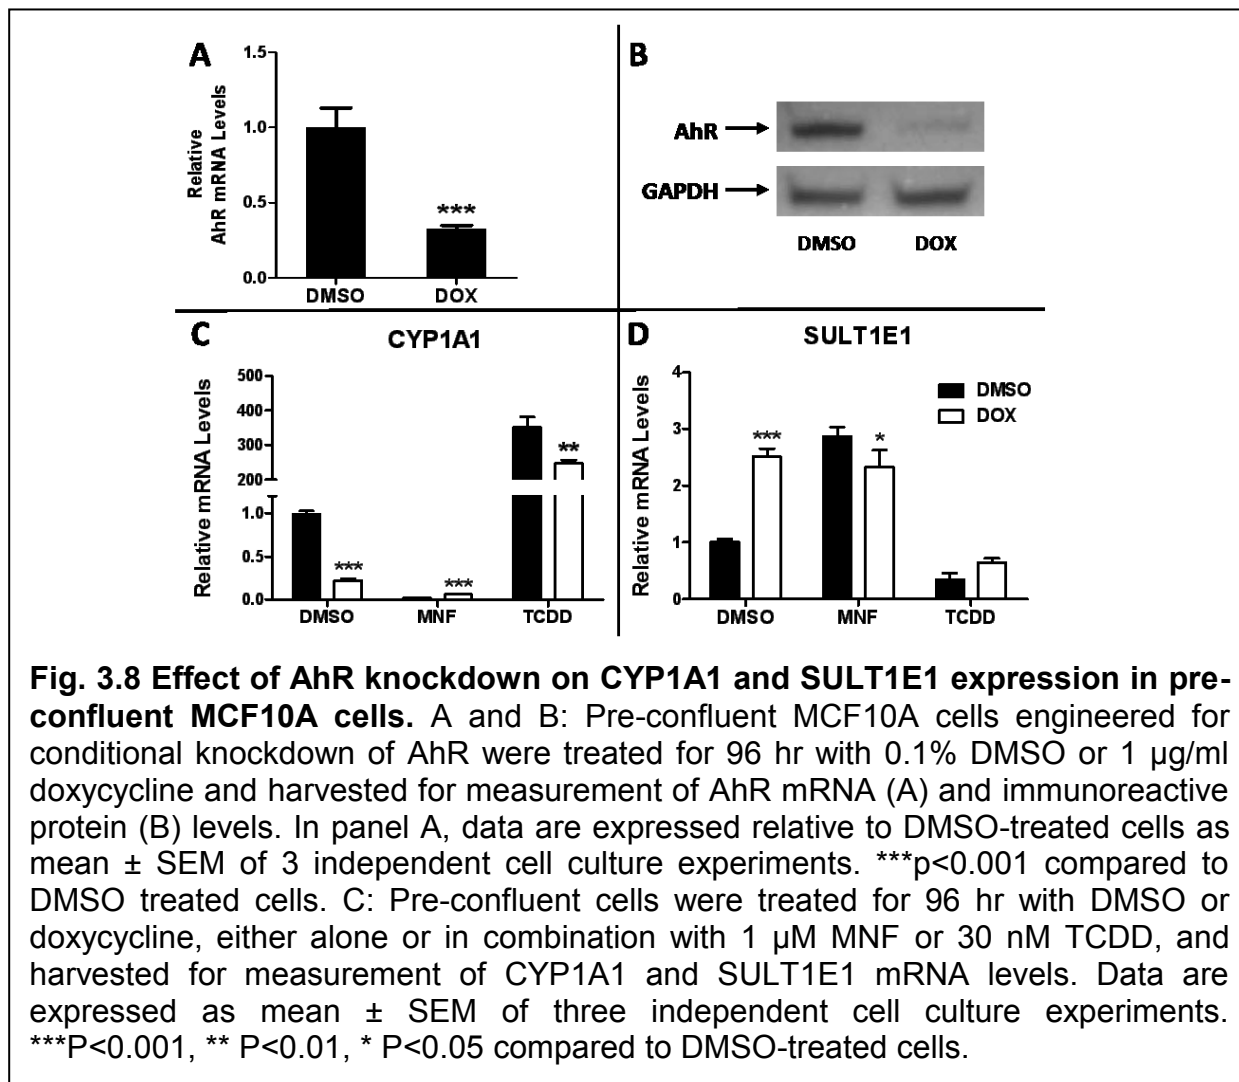 A
1.5
1.0
0.5
0.0
Relative
AhR mRNA Levels
***
DMSO
DOX
B
AhR
GAPDH
DMSO
DOX
C
CYP1A1
500
400
300
200
1.0
0.5
0.0
Relative mRNA Levels
***
***
**
DMSO
MNF
TCDD
D
SULT1E1
4
3
2
1
0
Relative mRNA Levels
***
*
DMSO
DOX
DMSO
MNF
TCDD
Fig. 3.8 Effect of AhR knockdown on CYP1A1 and SULT1E1 expression in pre-
confluent MCF10A cells. A and B: Pre-confluent MCF10A cells engineered for
conditional knockdown of AhR were treated for 96 hr with 0.1% DMSO or 1 µg/ml
doxycycline and harvested for measurement of AhR mRNA (A) and immunoreactive
protein (B) levels. In panel A, data are expressed relative to DMSO-treated cells as
mean ± SEM of 3 independent cell culture experiments. ***p<0.001 compared to
DMSO treated cells. C: Pre-confluent cells were treated for 96 hr with DMSO or
doxycycline, either alone or in combination with 1 µM MNF or 30 nM TCDD, and
harvested for measurement of CYP1A1 and SULT1E1 mRNA levels. Data are
expressed as mean ± SEM of three independent cell culture experiments.
***P<0.001, ** P<0.01, * P<0.05 compared to DMSO-treated cells.